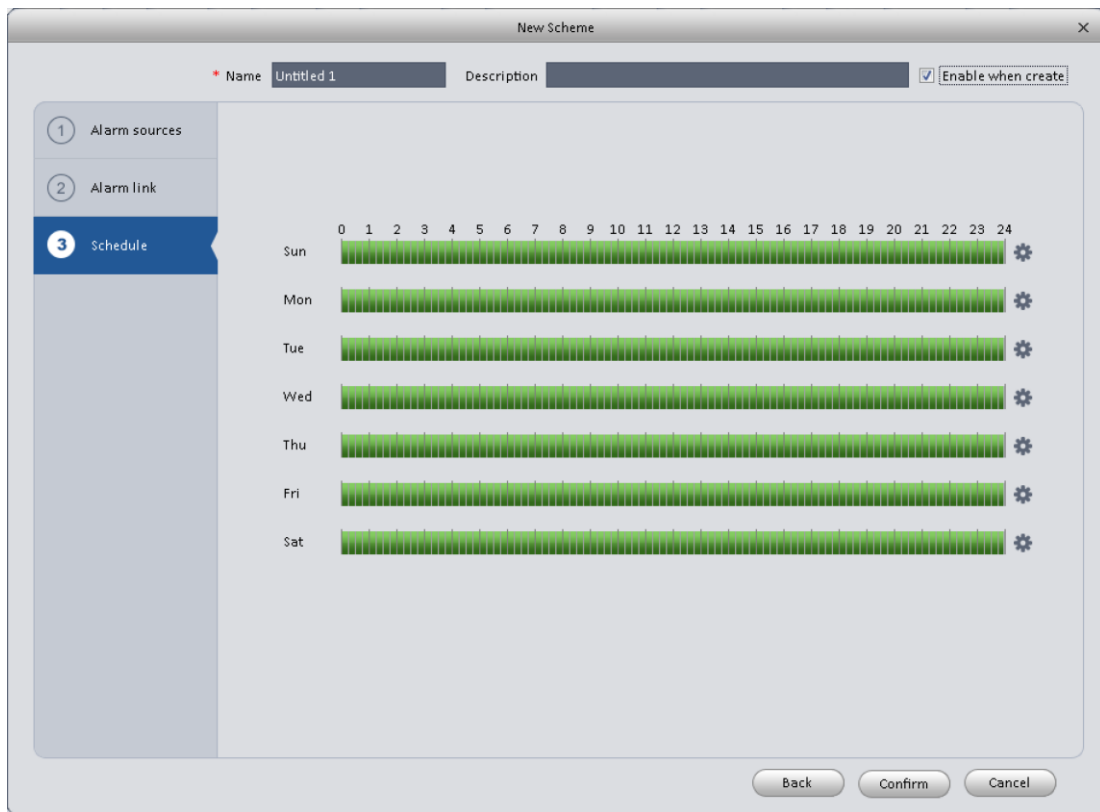 New Scheme
* Name Untitled 1 Description Enable when create
1 Alarm sources
2 Alarm link
3 Schedule
0 1 2 3 4 5 6 7 8 9 10 11 12 13 14 15 16 17 18 19 20 21 22 23 24
Sun
Mon
Tue
Wed
Thu
Fri
Sat
Back Confirm Cancel